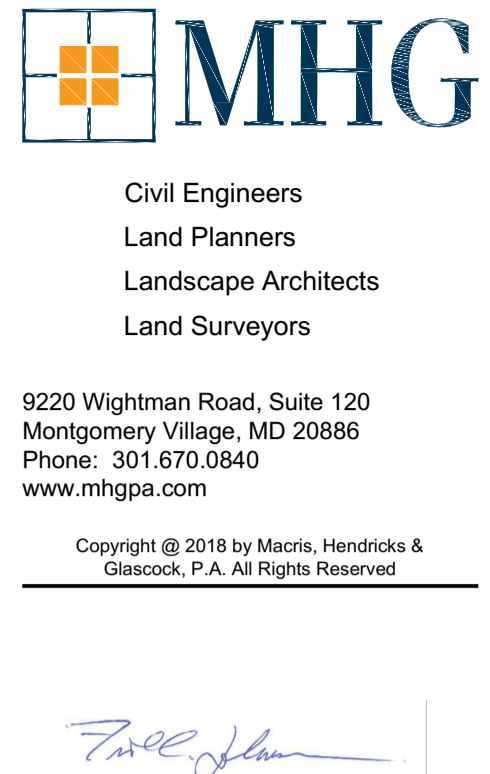 MHG
Civil Engineers
Land Planners
Landscape Architects
Land Surveyors
9220 Wightman Road, Suite 120
Montgomery Village, MD 20886
Phone: 301.670.0840
www.mhgpa.com
Copyright @ 2018 by Macris, Hendricks &
Glascock, P.A. All Rights Reserved